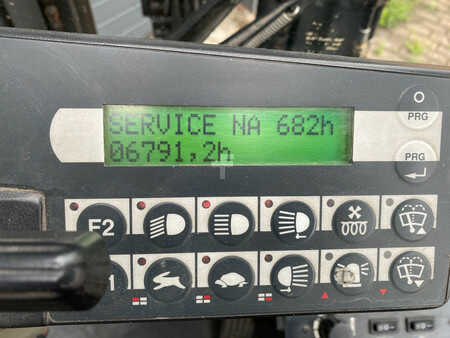 SERVICE NA 682h
06791,2h
O
PRG
PRG
F2